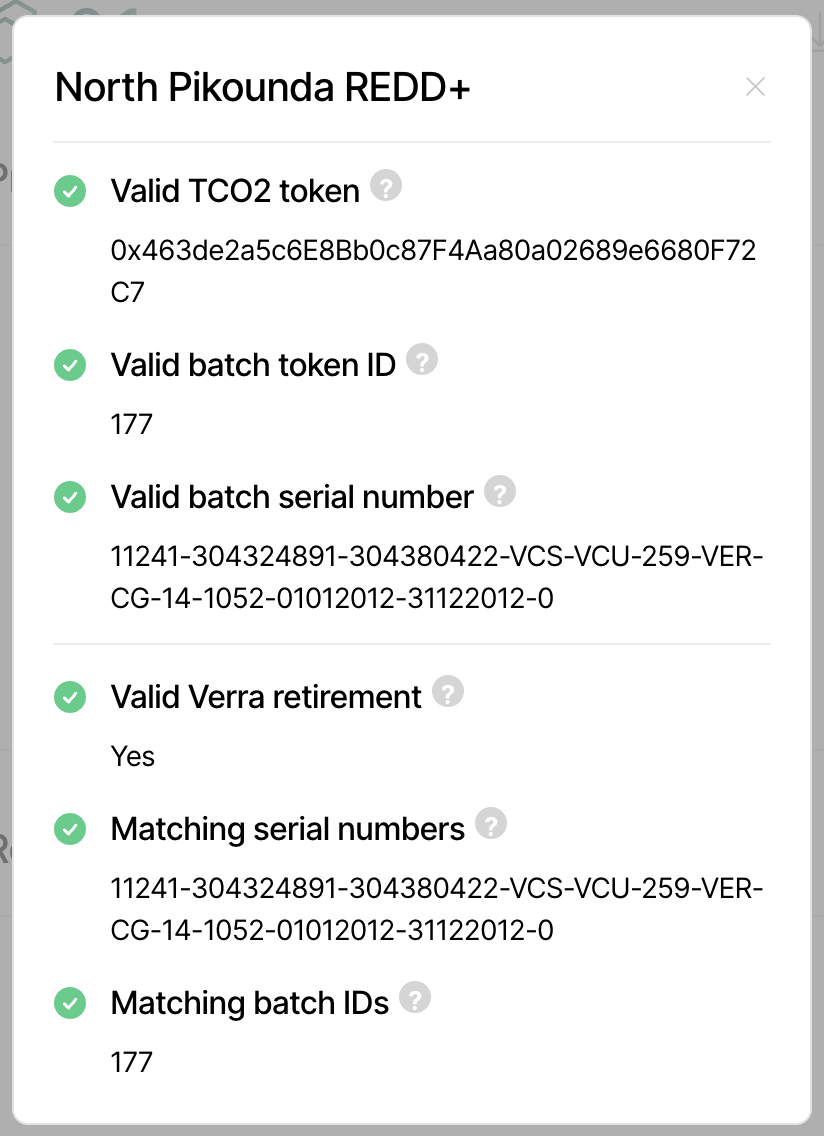 North Pikounda REDD+
Valid TCO2 token ?
0x463de2a5c6E8Bb0c87F4Aa80a02689e6680F72
C7
Valid batch token ID ?
177
Valid batch serial number ?
11241-304324891-304380422-VCS-VCU-259-VER-
CG-14-1052-01012012-31122012-0
Valid Verra retirement ?
Yes
Matching serial numbers ?
11241-304324891-304380422-VCS-VCU-259-VER-
CG-14-1052-01012012-31122012-0
Matching batch IDs ?
177